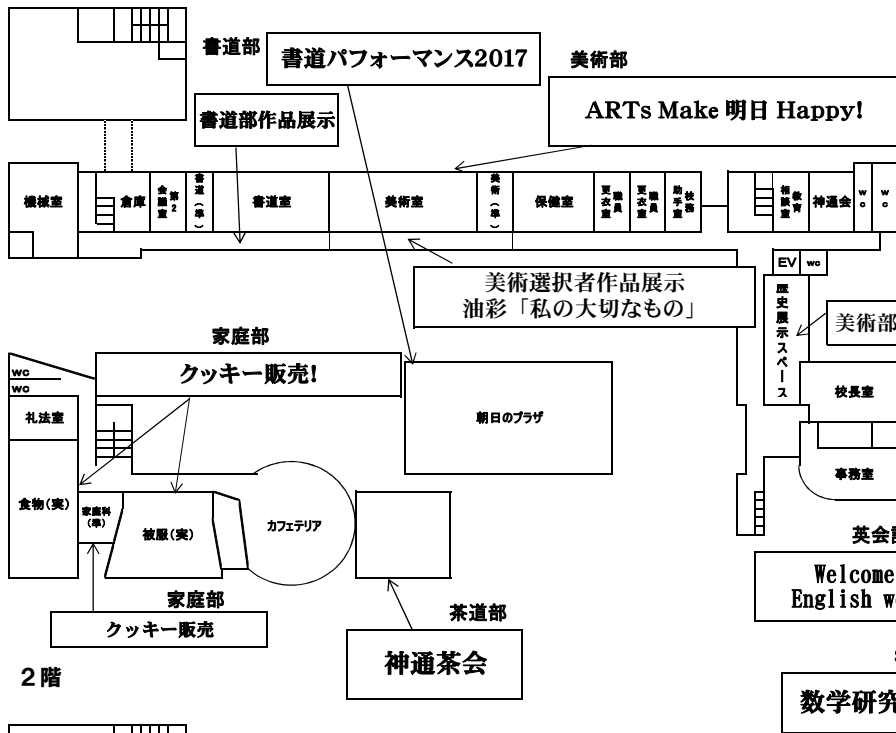 書道部
書道パフォーマンス2017
美術部
ARTs Make 明日 Happy!
書道部作品展示
機械室
倉庫
第2
会議室
書道(準)
書道室
美術室
美術(準)
保健室
職員
更衣室
職員
更衣室
校務
助手室
教育
相談室
神通会
wc
wc
EV
wc
美術選択者作品展示
油彩「私の大切なもの」
歴史展示スペース
美術部
校長室
事務室
家庭部
クッキー販売!
wc
wc
礼法室
朝日のプラザ
食物(実)
家庭科
(準)
被服(実)
カフェテリア
英会話
Welcome
English w
家庭部
クッキー販売
茶道部
神通茶会
2階
数学研究